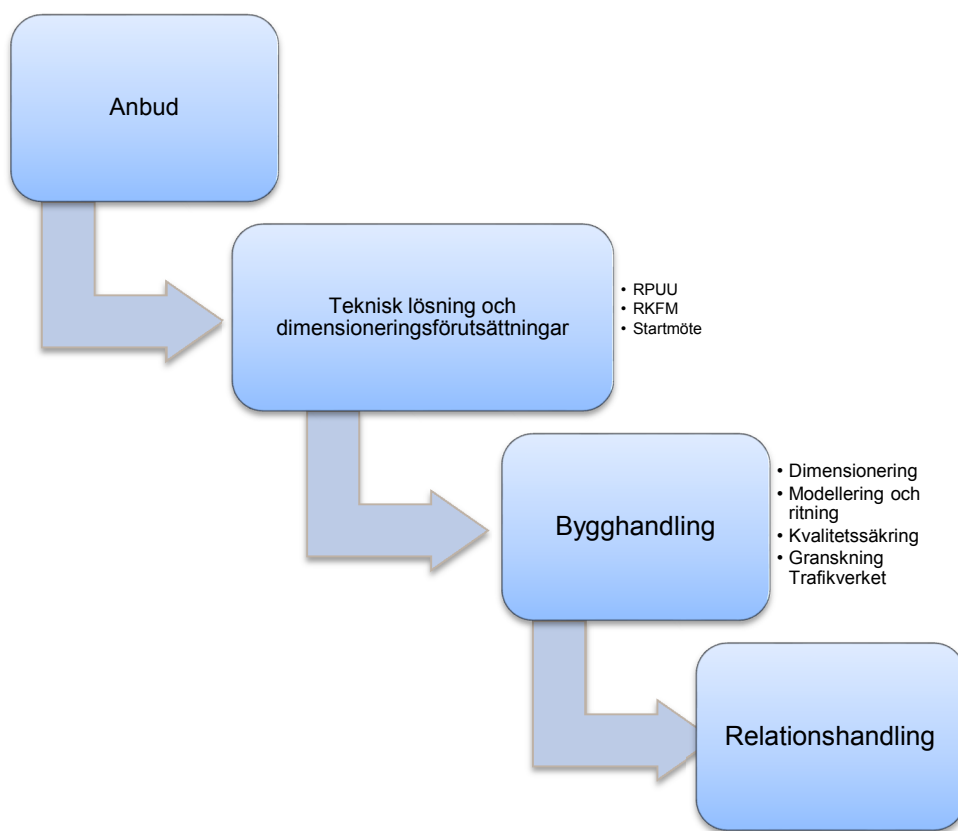 Anbud
Teknisk lösning och
dimensioneringsförutsättningar
• RPUU
• RKFM
• Startmöte
Bygghandling
• Dimensionering
• Modellering och
ritning
• Kvalitetssäkring
• Granskning
Trafikverket
Relationshandling